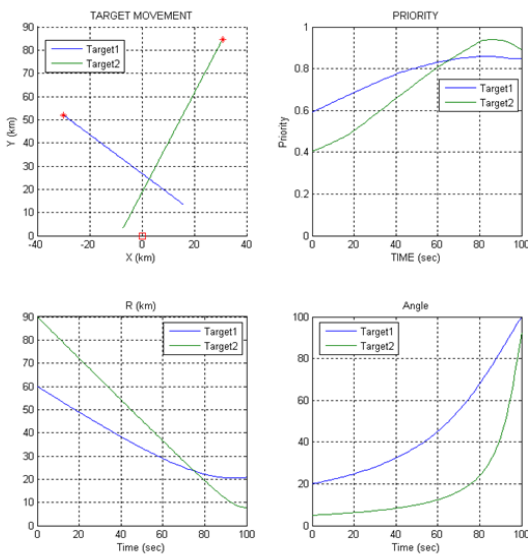 TARGET MOVEMENT
90
80
70
60
50
40
30
20
10
0
-40 -20 0 20 40
Y (km)
X (km)
Target1
Target2
PRIORITY
1
0.8
0.6
0.4
0.2
0
0 20 40 60 80 100
Priority
TIME (sec)
Target1
Target2
R (km)
90
80
70
60
50
40
30
20
10
0
0 20 40 60 80 100
Time (sec)
Target1
Target2
Angle
100
80
60
40
20
0
0 20 40 60 80 100
Time (sec)
Target1
Target2